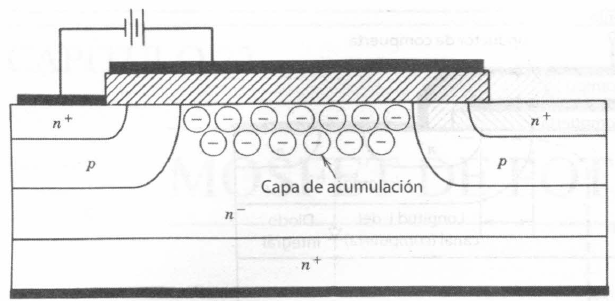 n+ n+
p p
Capa de acumulación
n−
n+